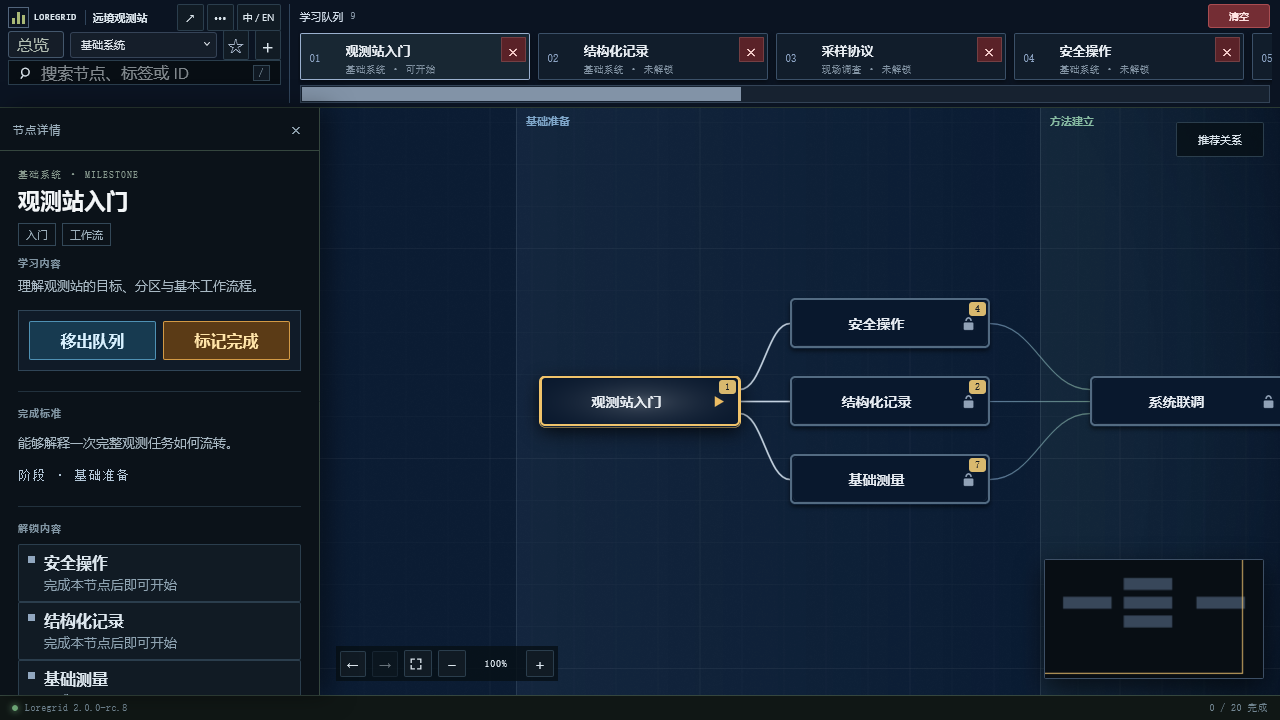 LOREGRID 远境观测站 ↗ ••• 中 / EN
总览 基础系统 ☆ +
搜索节点、标签或 ID /
学习队列 9
清空
01 观测站入门 ×
基础系统 • 可开始
02 结构化记录 ×
基础系统 • 未解锁
03 采样协议 ×
现场调查 • 未解锁
04 安全操作 ×
基础系统 • 未解锁
05
节点详情 ×
基础系统 • MILESTONE
观测站入门
入门 工作流
学习内容
理解观测站的目标、分区与基本工作流程。
移出队列 标记完成
完成标准
能够解释一次完整观测任务如何流转。
阶段 · 基础准备
解锁内容
安全操作
完成本节点后即可开始
结构化记录
完成本节点后即可开始
基础测量
基础准备
方法建立
推荐关系
安全操作 4
观测站入门 1
结构化记录 2
系统联调
基础测量 7
← → − 100% +
Loregrid 2.0.0-rc.8
0 / 20 完成